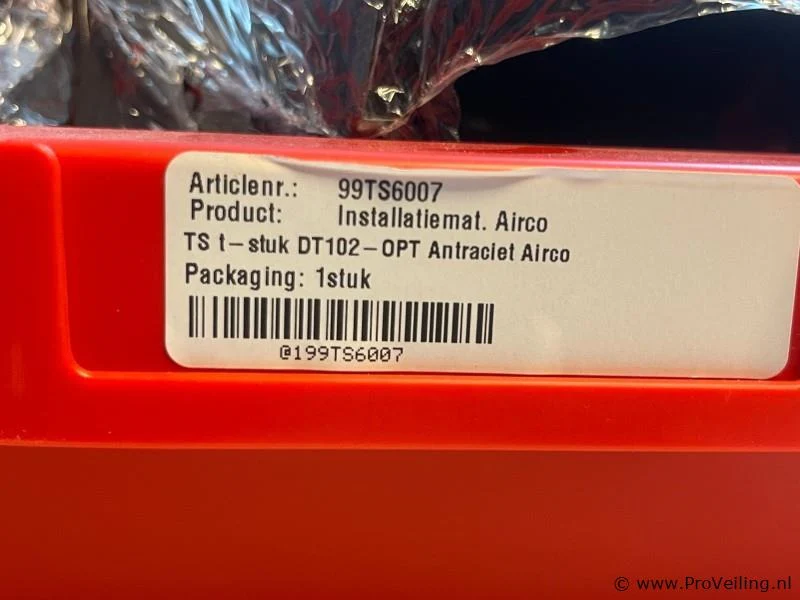 Articlenr.: 99TS6007
Product: Installatiemat. Airco
TS t-stuk DT102-OPT Antraciet Airco
Packaging: 1stuk
@199TS6007
© www.ProVeiling.nl